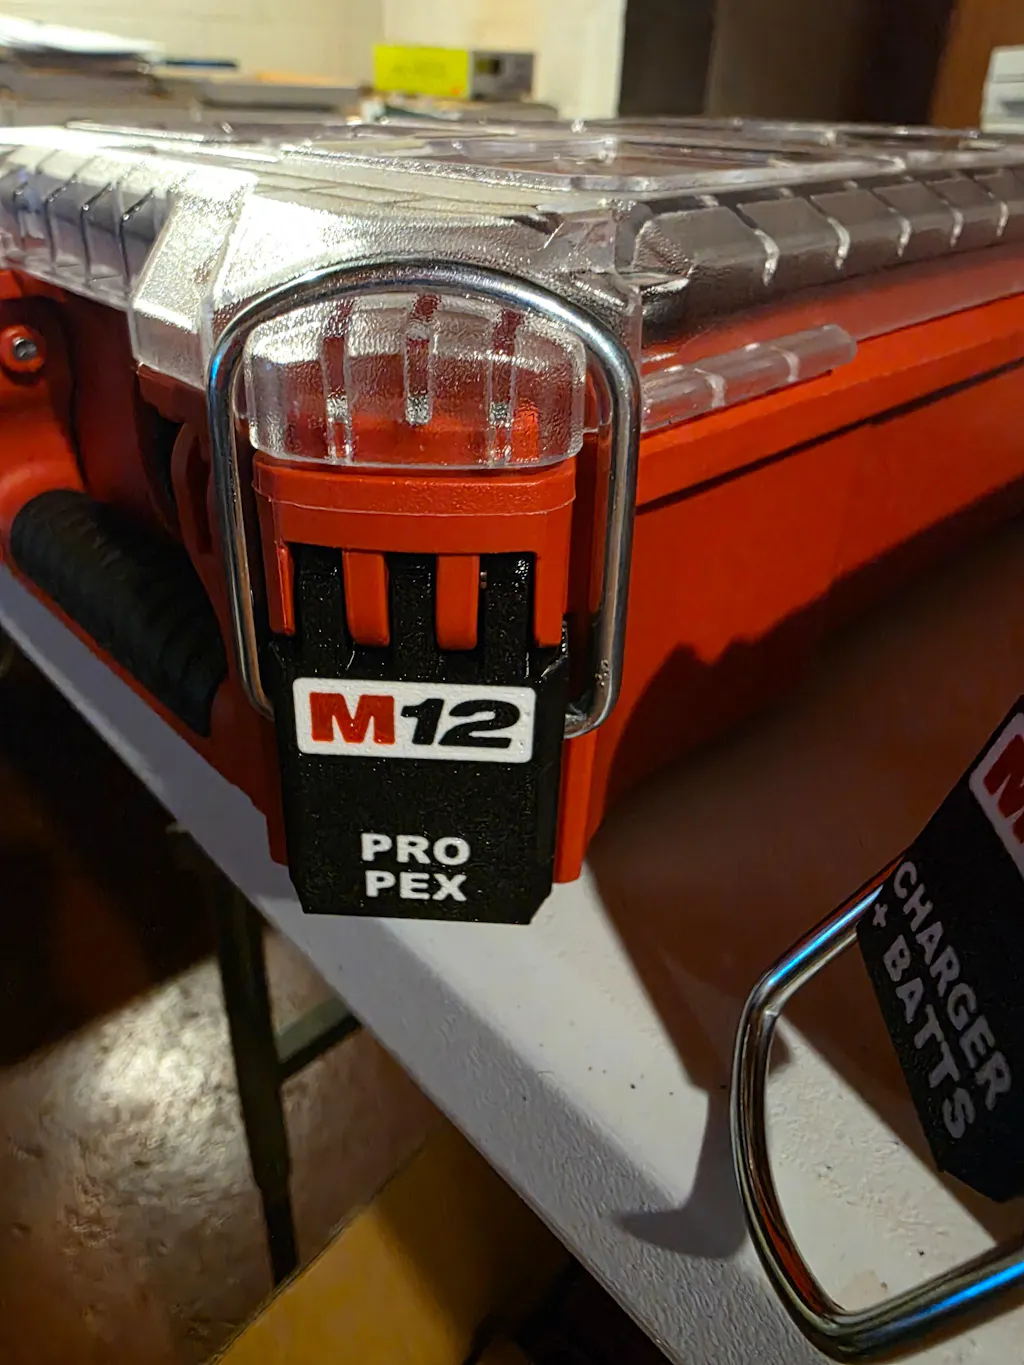 M12
PRO
PEX
CHARGER
+ BATTS